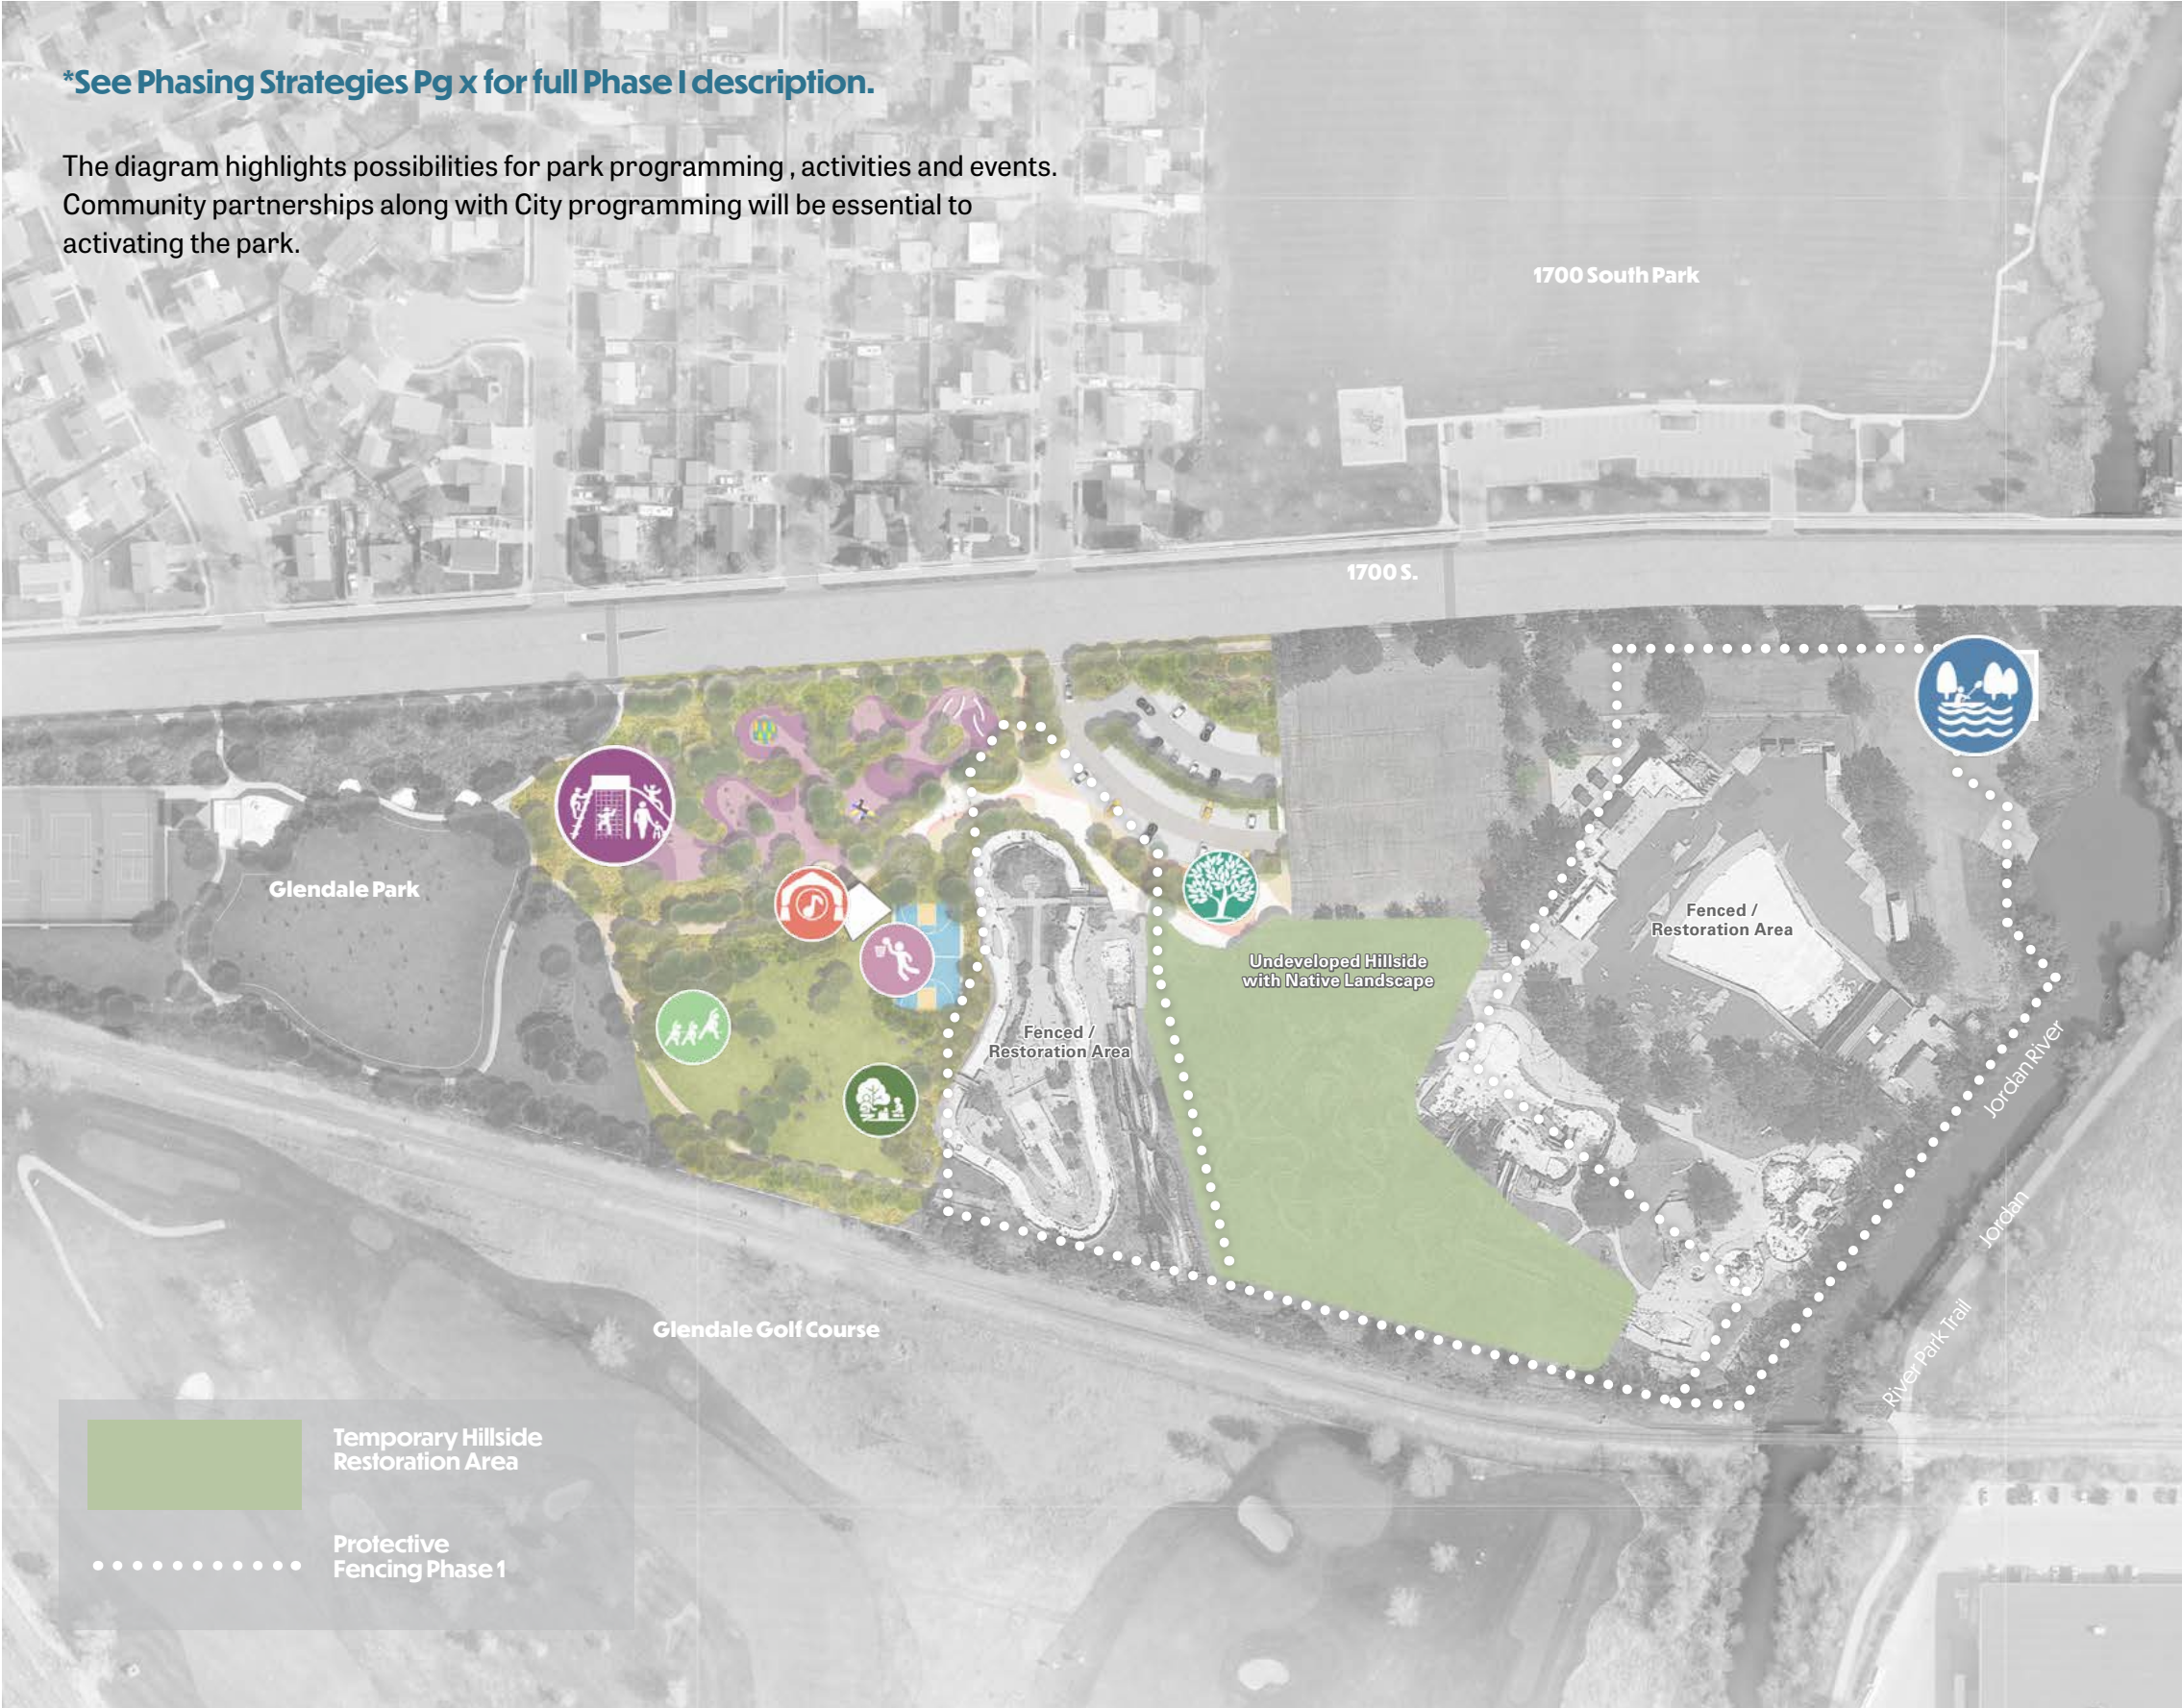 *See Phasing Strategies Pg x for full Phase I description.
The diagram highlights possibilities for park programming , activities and events.
Community partnerships along with City programming will be essential to
activating the park.
1700 South Park
1700 S.
Glendale Park
Fenced /
Restoration Area
Undeveloped Hillside
with Native Landscape
Fenced /
Restoration Area
Jordan River
Jordan
River Park Trail
Glendale Golf Course
Temporary Hillside
Restoration Area
Protective
Fencing Phase 1